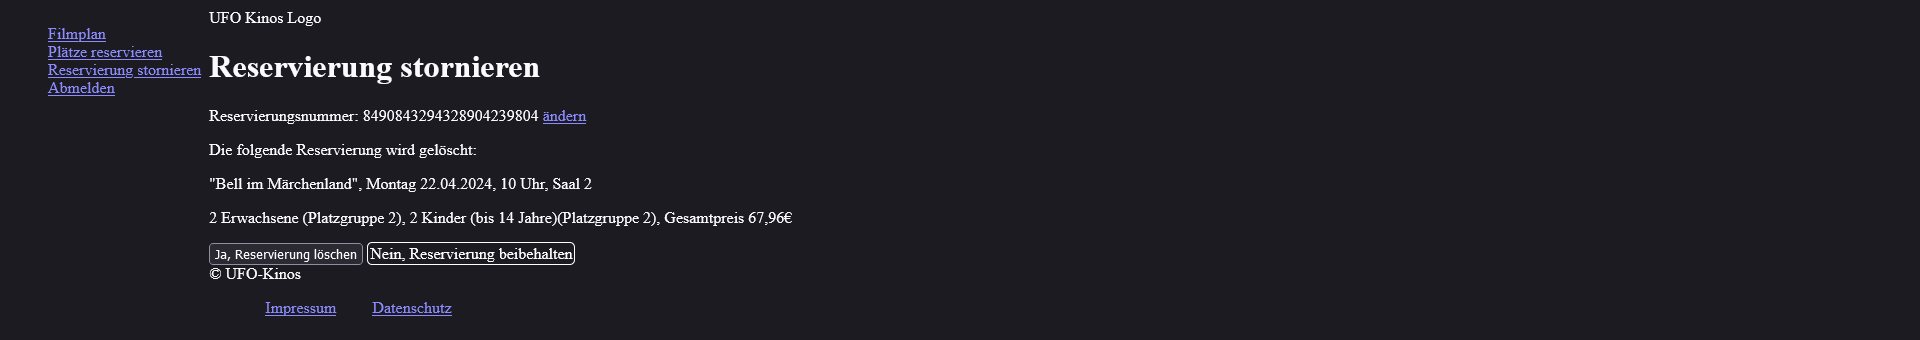 UFO Kinos Logo
Filmplan
Plätze reservieren
Reservierung stornieren
Abmelden
Reservierung stornieren
Reservierungsnummer: 8490843294328904239804 ändern
Die folgende Reservierung wird gelöscht:
"Bell im Märchenland", Montag 22.04.2024, 10 Uhr, Saal 2
2 Erwachsene (Platzgruppe 2), 2 Kinder (bis 14 Jahre)(Platzgruppe 2), Gesamtpreis 67,96€
Ja, Reservierung löschen Nein, Reservierung beibehalten
© UFO-Kinos
Impressum Datenschutz